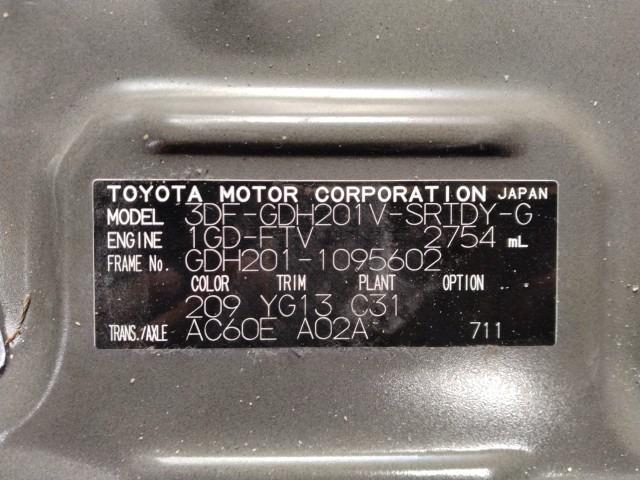 TOYOTA MOTOR CORPORATION JAPAN
MODEL 3DF-GDH201V-SRTDY-G
ENGINE 1GD-FTV 2754 mL
FRAME No. GDH201-1095602
COLOR TRIM PLANT OPTION
209 YG13 C31
TRANS./AXLE AC60E A02A 711